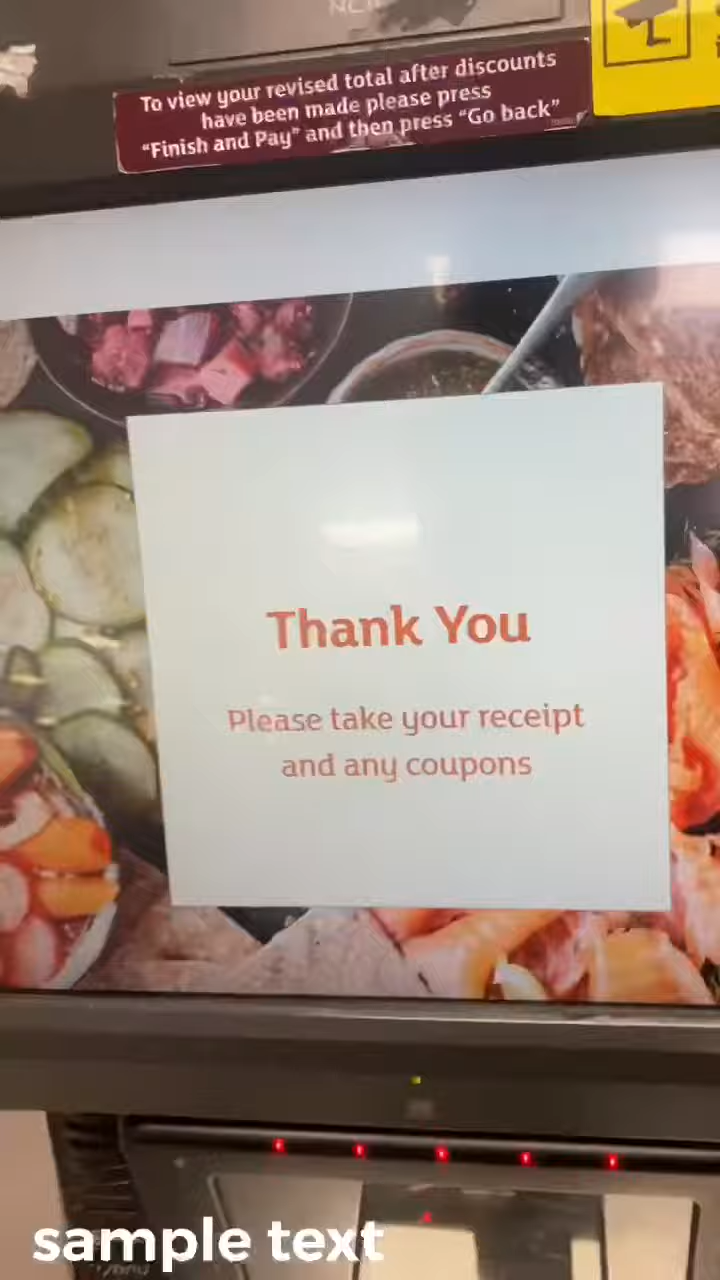 To view your revised total after discounts
have been made please press
“Finish and Pay” and then press “Go back”
Thank You
Please take your receipt
and any coupons
sample text